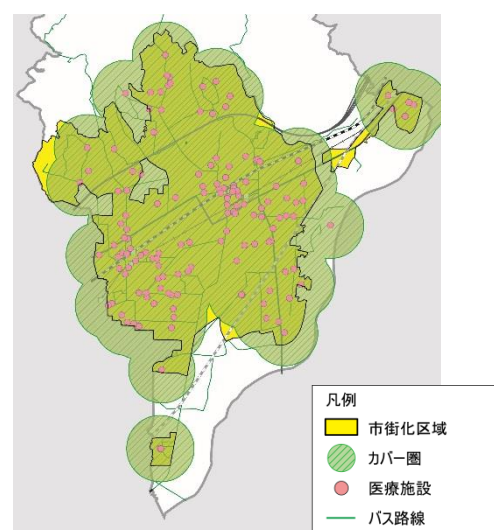 凡例
市街化区域
カバー圏
医療施設
バス路線